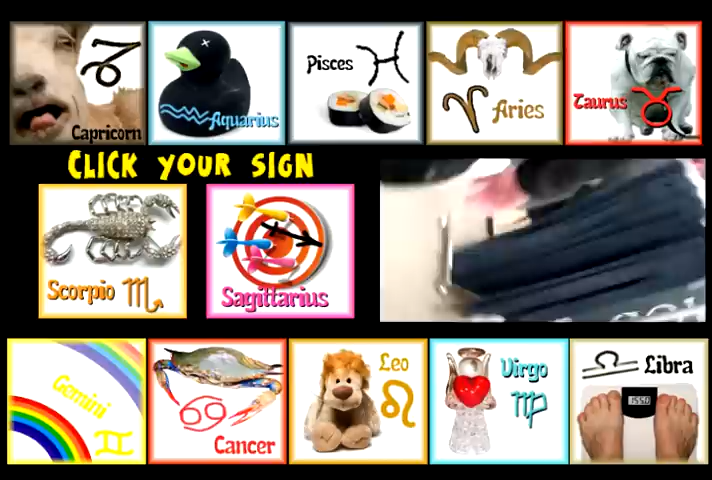 Capricorn
Aquarius
Pisces
Aries
Taurus
CLICK YOUR SIGN
Scorpio
Sagittarius
Gemini
Cancer
Leo
Virgo
Libra